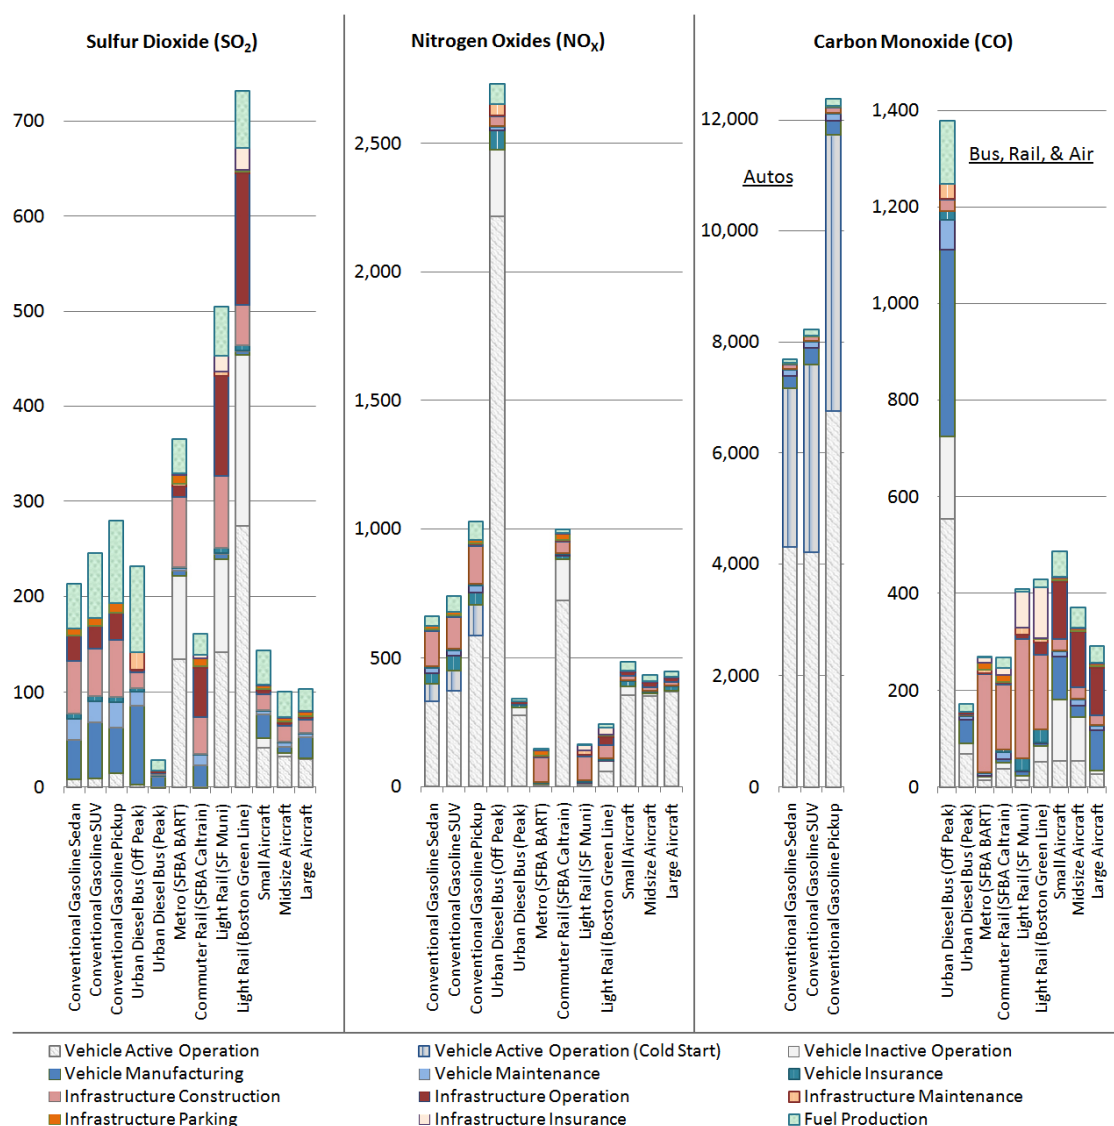 Sulfur Dioxide (SO₂)
Nitrogen Oxides (NOₓ)
Carbon Monoxide (CO)
700
600
500
400
300
200
100
0
2,500
2,000
1,500
1,000
500
0
Autos
12,000
10,000
8,000
6,000
4,000
2,000
0
Bus, Rail, & Air
1,400
1,200
1,000
800
600
400
200
0
Conventional Gasoline Sedan
Conventional Gasoline SUV
Conventional Gasoline Pickup
Urban Diesel Bus (Off Peak)
Urban Diesel Bus (Peak)
Metro (SFBA BART)
Commuter Rail (SFBA Caltrain)
Light Rail (SF Muni)
Light Rail (Boston Green Line)
Small Aircraft
Midsize Aircraft
Large Aircraft
Conventional Gasoline Sedan
Conventional Gasoline SUV
Conventional Gasoline Pickup
Urban Diesel Bus (Off Peak)
Urban Diesel Bus (Peak)
Metro (SFBA BART)
Commuter Rail (SFBA Caltrain)
Light Rail (SF Muni)
Light Rail (Boston Green Line)
Small Aircraft
Midsize Aircraft
Large Aircraft
Conventional Gasoline Sedan
Conventional Gasoline SUV
Conventional Gasoline Pickup
Urban Diesel Bus (Off Peak)
Urban Diesel Bus (Peak)
Metro (SFBA BART)
Commuter Rail (SFBA Caltrain)
Light Rail (SF Muni)
Light Rail (Boston Green Line)
Small Aircraft
Midsize Aircraft
Large Aircraft
Vehicle Active Operation
Vehicle Active Operation (Cold Start)
Vehicle Inactive Operation
Vehicle Manufacturing
Vehicle Maintenance
Vehicle Insurance
Infrastructure Construction
Infrastructure Operation
Infrastructure Maintenance
Infrastructure Parking
Infrastructure Insurance
Fuel Production